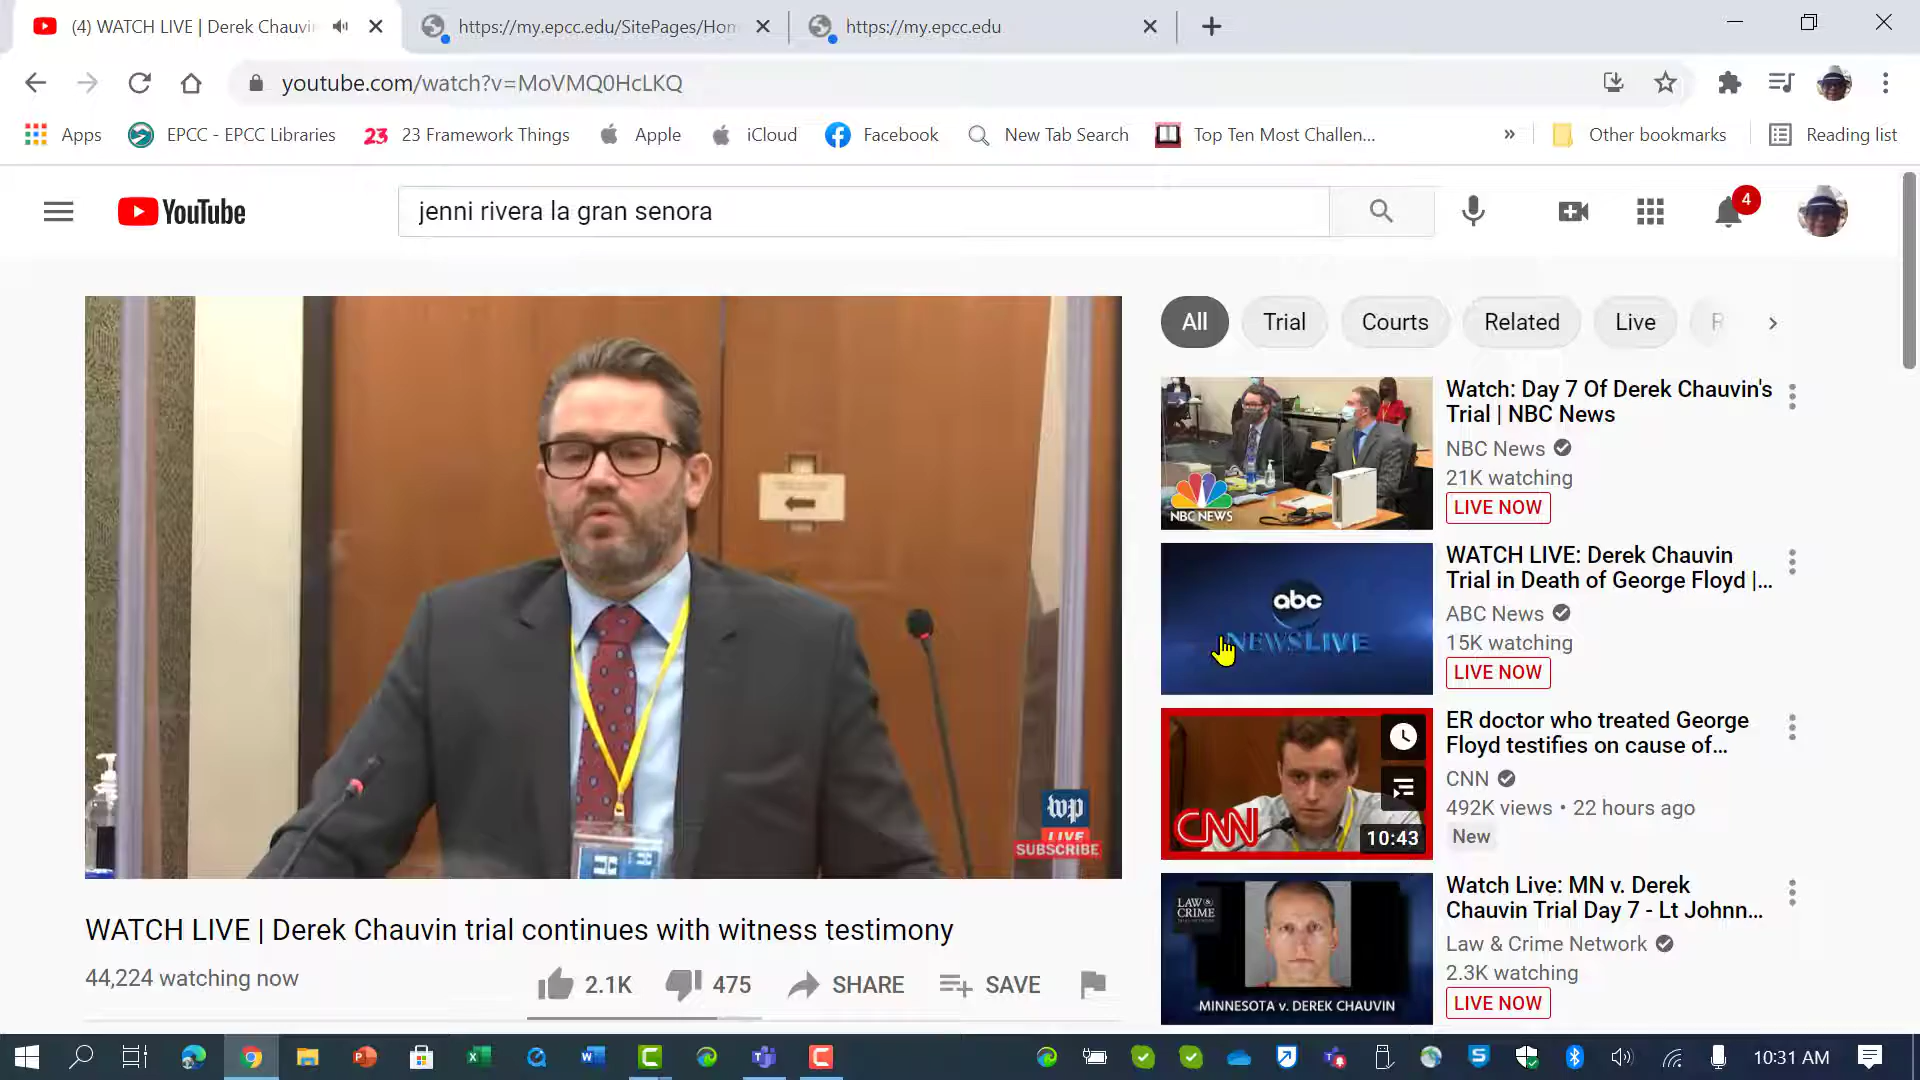 (4) WATCH LIVE | Derek Chauvi
https://my.epcc.edu/SitePages/Hom
https://my.epcc.edu
youtube.com/watch?v=MoVMQ0HcLKQ
Apps
EPCC - EPCC Libraries
23
23 Framework Things
Apple
iCloud
Facebook
New Tab Search
Top Ten Most Challen...
»
Other bookmarks
Reading list
YouTube
jenni rivera la gran senora
4
All
Trial
Courts
Related
Live
wp
LIVE
SUBSCRIBE
WATCH LIVE | Derek Chauvin trial continues with witness testimony
44,224 watching now
2.1K
475
SHARE
SAVE
NBC NEWS
Watch: Day 7 Of Derek Chauvin's
Trial | NBC News
NBC News
21K watching
LIVE NOW
abc
NEWS LIVE
WATCH LIVE: Derek Chauvin
Trial in Death of George Floyd |...
ABC News
15K watching
LIVE NOW
CNN
10:43
ER doctor who treated George
Floyd testifies on cause of...
CNN
492K views • 22 hours ago
New
LAW&
CRIME
MINNESOTA v. DEREK CHAUVIN
Watch Live: MN v. Derek
Chauvin Trial Day 7 - Lt Johnn...
Law & Crime Network
2.3K watching
LIVE NOW
10:31 AM